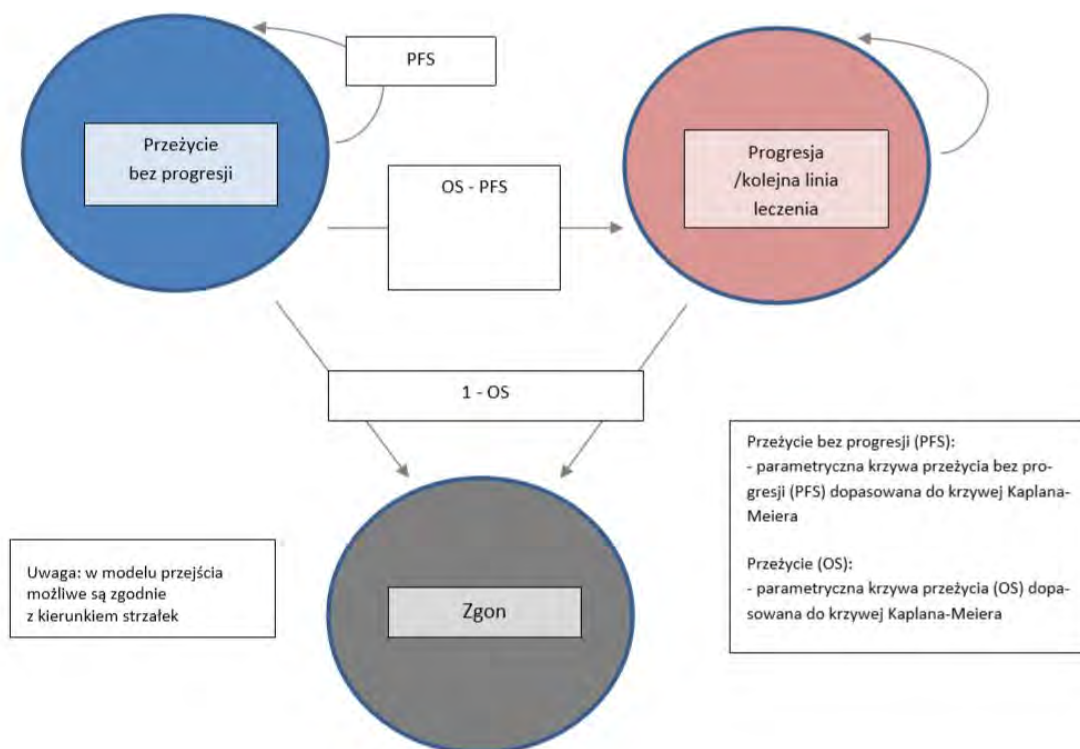 PFS
Przeżycie
bez progresji
Progresja
/kolejna linia
leczenia
OS - PFS
1 - OS
Przeżycie bez progresji (PFS):
- parametryczna krzywa przeżycia bez pro-
gresji (PFS) dopasowana do krzywej Kaplana-
Meiera
Przeżycie (OS):
- parametryczna krzywa przeżycia (OS) dopa-
sowana do krzywej Kaplana-Meiera
Uwaga: w modelu przejścia
możliwe są zgodnie
z kierunkiem strzałek
Zgon